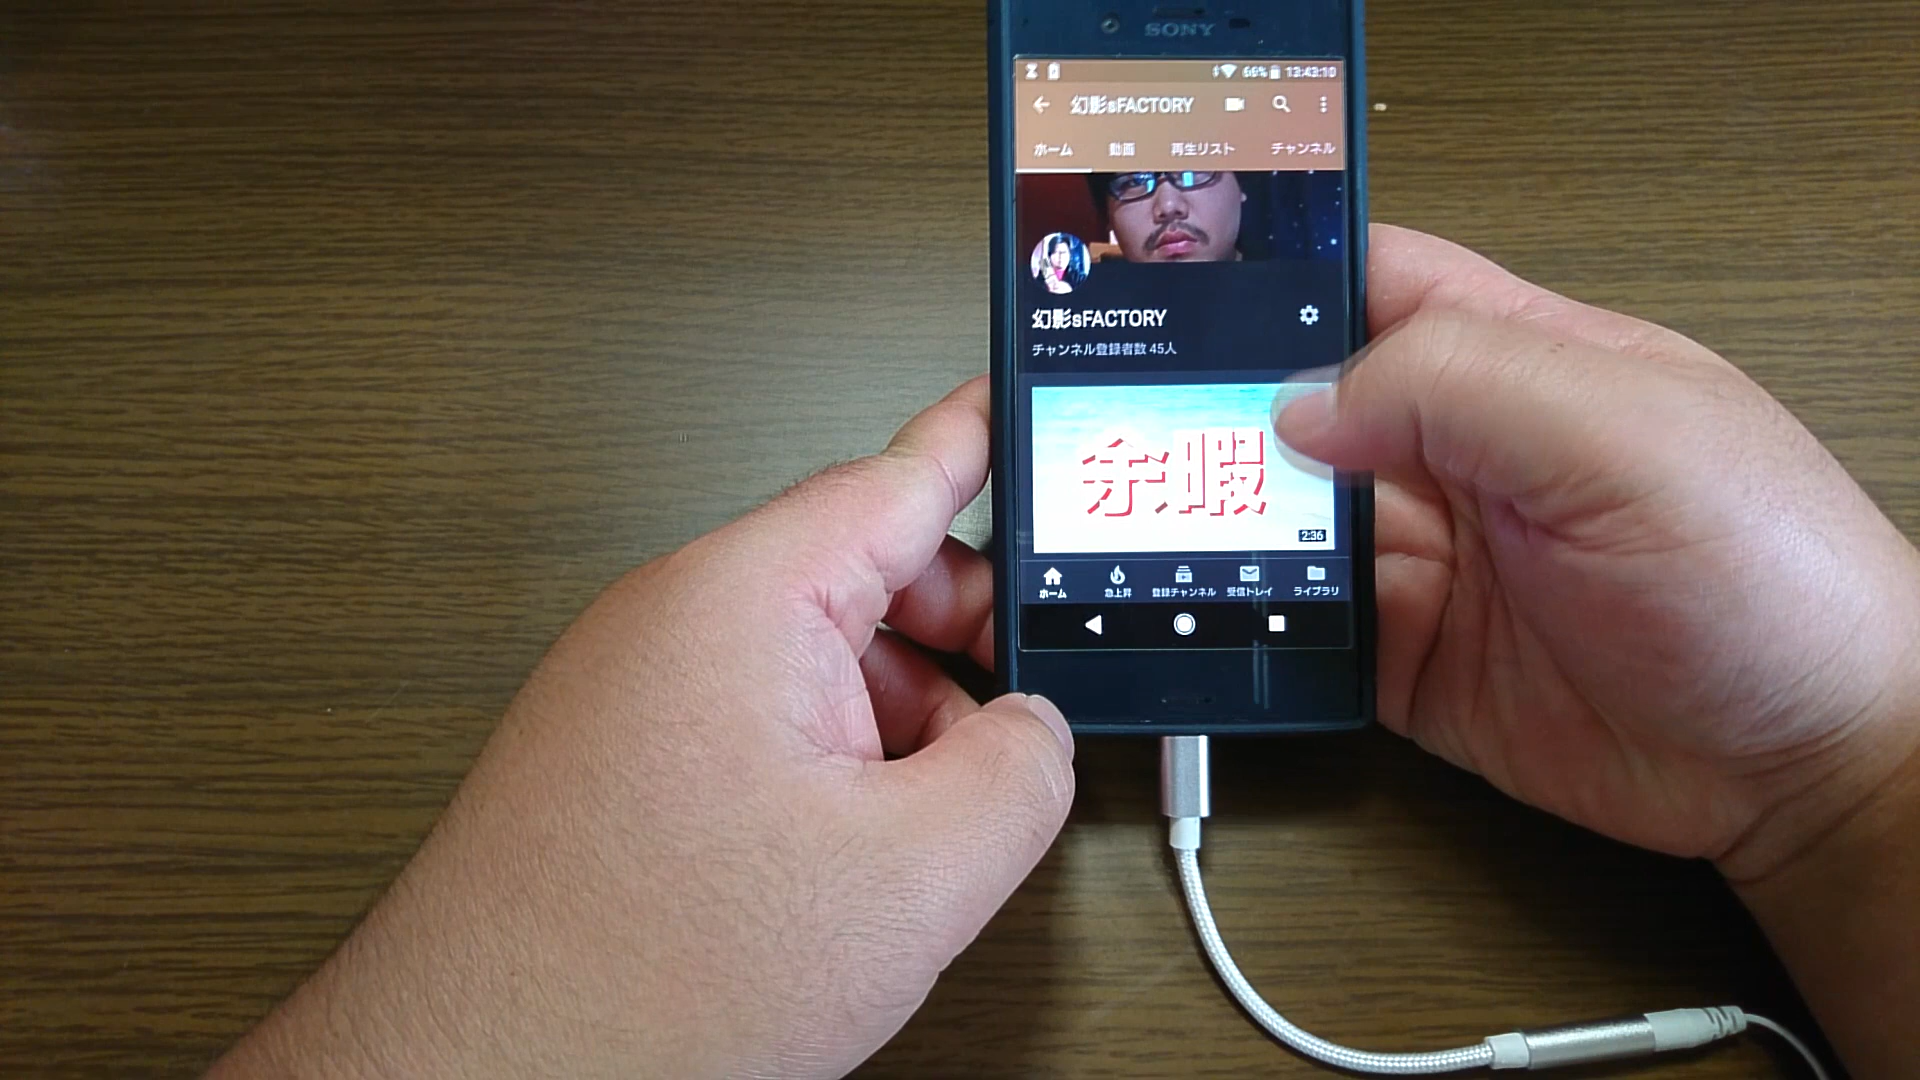 SONY
66% 13:43:10
幻影sFACTORY
ホーム 動画 再生リスト チャンネル
幻影sFACTORY
チャンネル登録者数 45人
余暇
2:36
ホーム 急上昇 登録チャンネル 受信トレイ ライブラリ